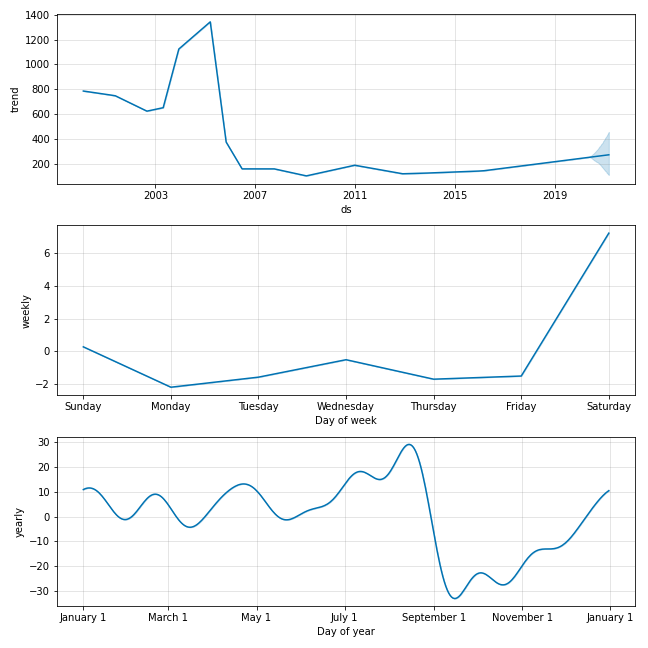 1400
1200
1000
800
600
400
200
trend
2003 2007 2011 2015 2019
ds
6
4
2
0
−2
weekly
Sunday Monday Tuesday Wednesday Thursday Friday Saturday
Day of week
30
20
10
0
−10
−20
−30
yearly
January 1 March 1 May 1 July 1 September 1 November 1 January 1
Day of year